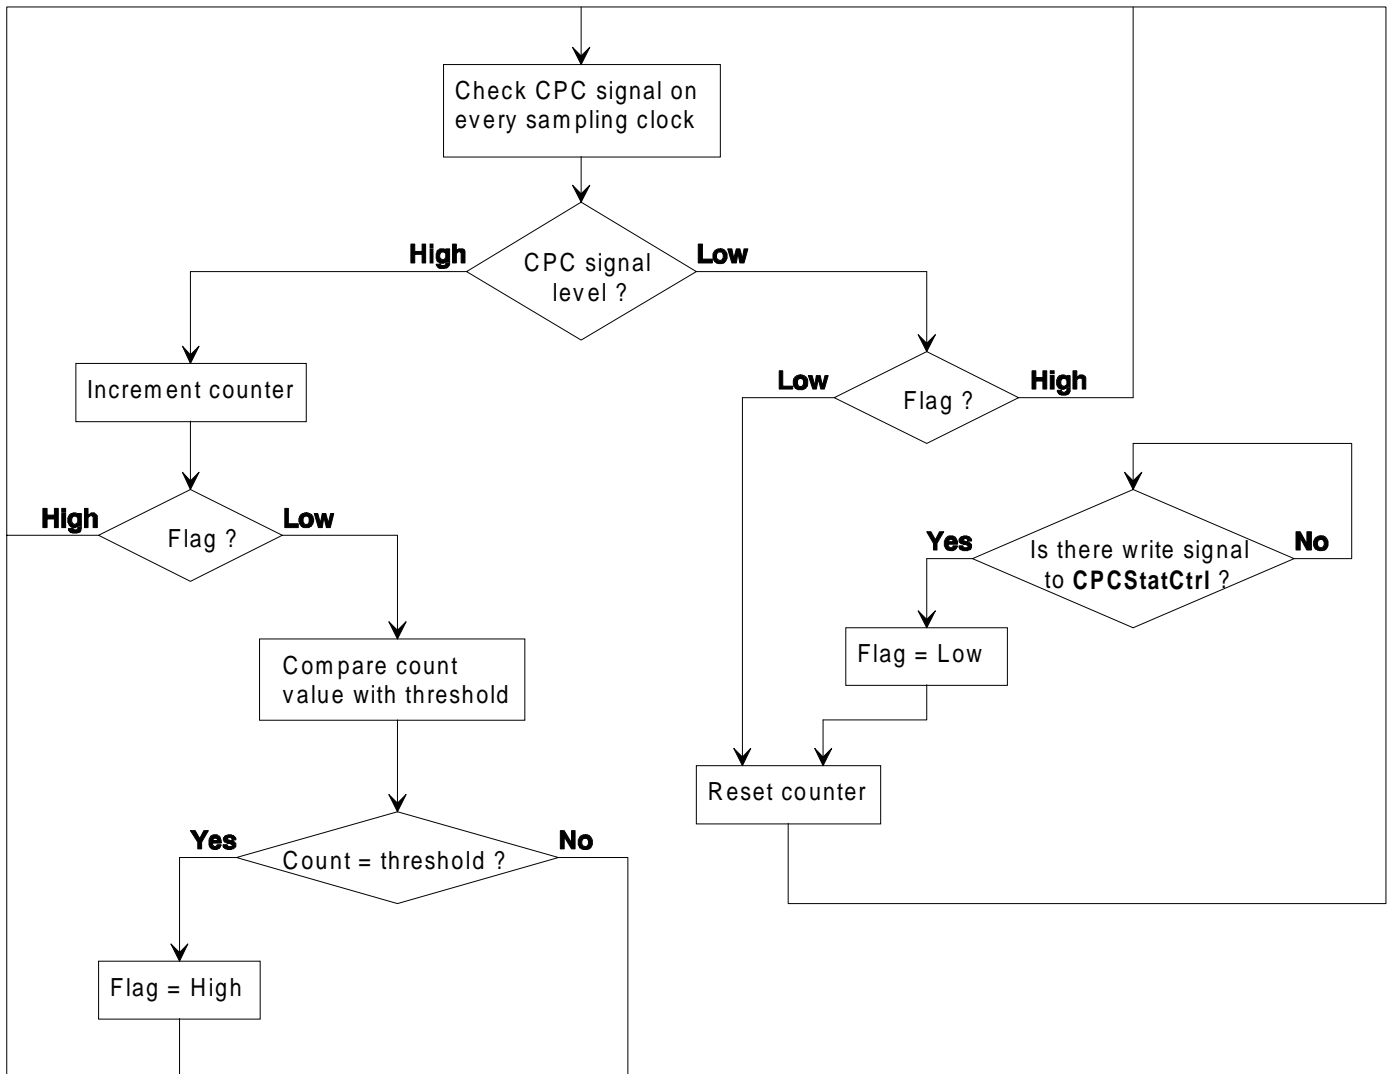 Check CPC signal on
every sampling clock
High
Low
CPC signal
level ?
Increment counter
Low
High
Flag ?
High
Low
Flag ?
Yes
No
Is there write signal
to CPCStatCtrl ?
Flag = Low
Compare count
value with threshold
Reset counter
Yes
No
Count = threshold ?
Flag = High